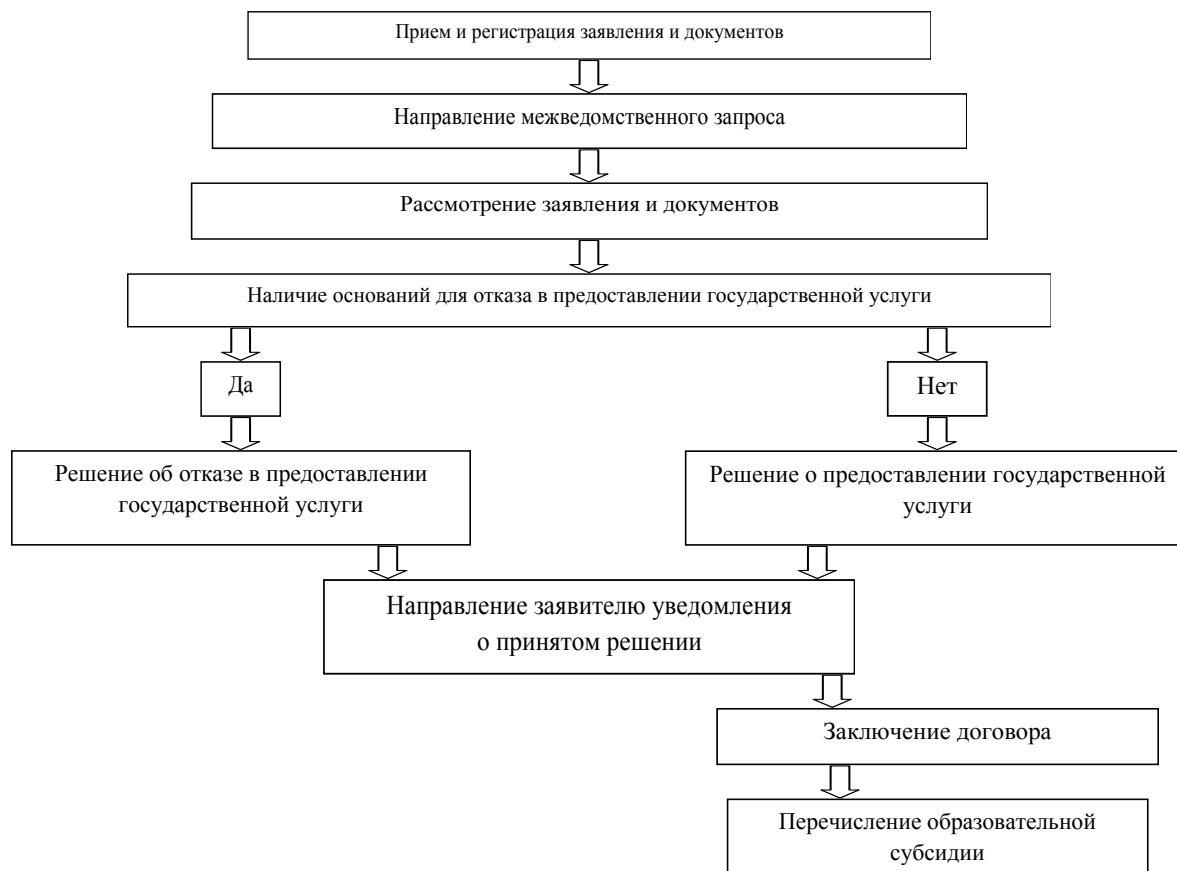 Прием и регистрация заявления и документов
Направление межведомственного запроса
Рассмотрение заявления и документов
Наличие оснований для отказа в предоставлении государственной услуги
Да
Нет
Решение об отказе в предоставлении
государственной услуги
Решение о предоставлении государственной
услуги
Направление заявителю уведомления
о принятом решении
Заключение договора
Перечисление образовательной
субсидии